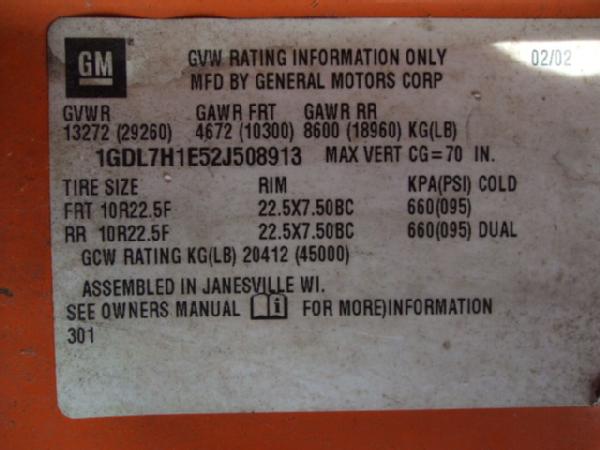 GM GVW RATING INFORMATION ONLY 02/02
MFD BY GENERAL MOTORS CORP
GVWR GAWR FRT GAWR RR
13272 (29260) 4672 (10300) 8600 (18960) KG(LB)
1GDL7H1E52J508913 MAX VERT CG=70 IN.
TIRE SIZE RIM KPA(PSI) COLD
FRT 10R22.5F 22.5X7.50BC 660(095)
RR 10R22.5F 22.5X7.50BC 660(095) DUAL
GCW RATING KG(LB) 20412 (45000)
ASSEMBLED IN JANESVILLE WI.
SEE OWNERS MANUAL i FOR MORE)INFORMATION
301